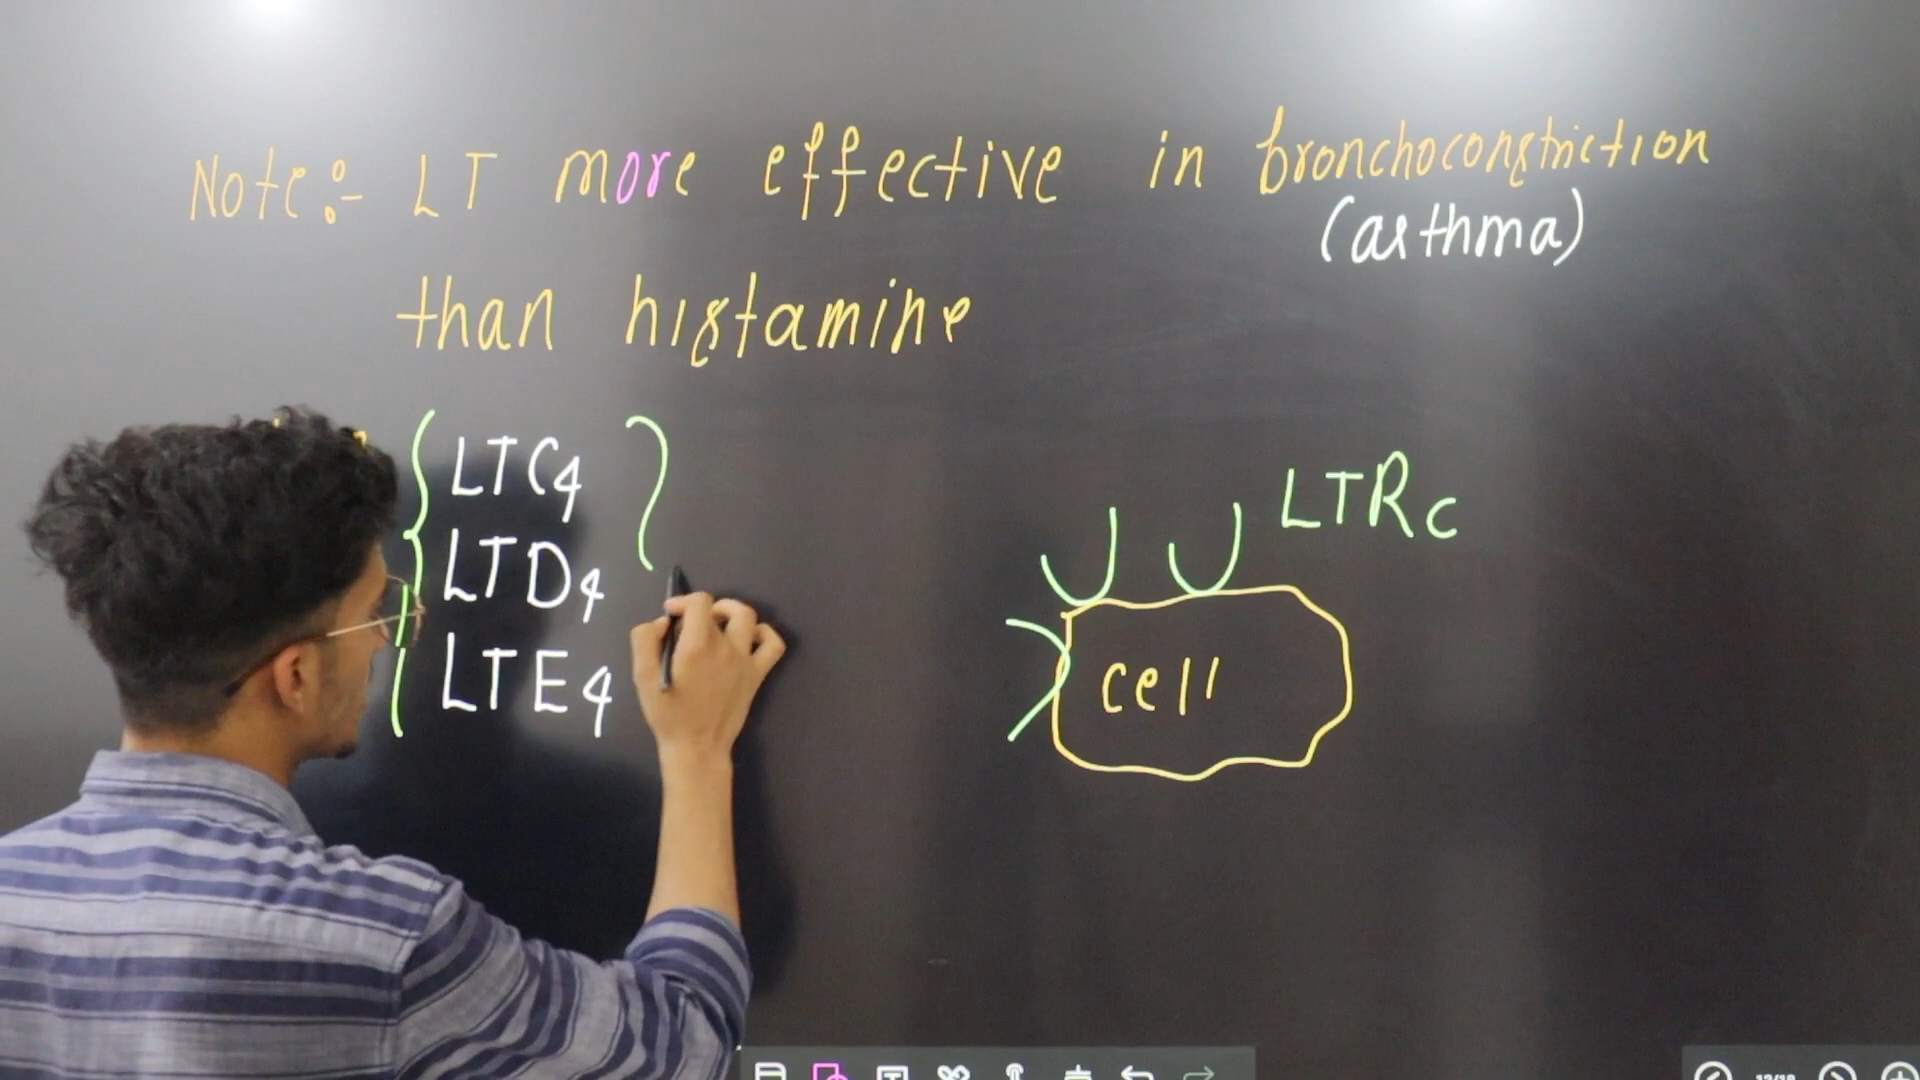 Note:- LT more effective in bronchoconstriction
(asthma)
than histamine
LTC4
LTD4
LTE4
LTRc
cell